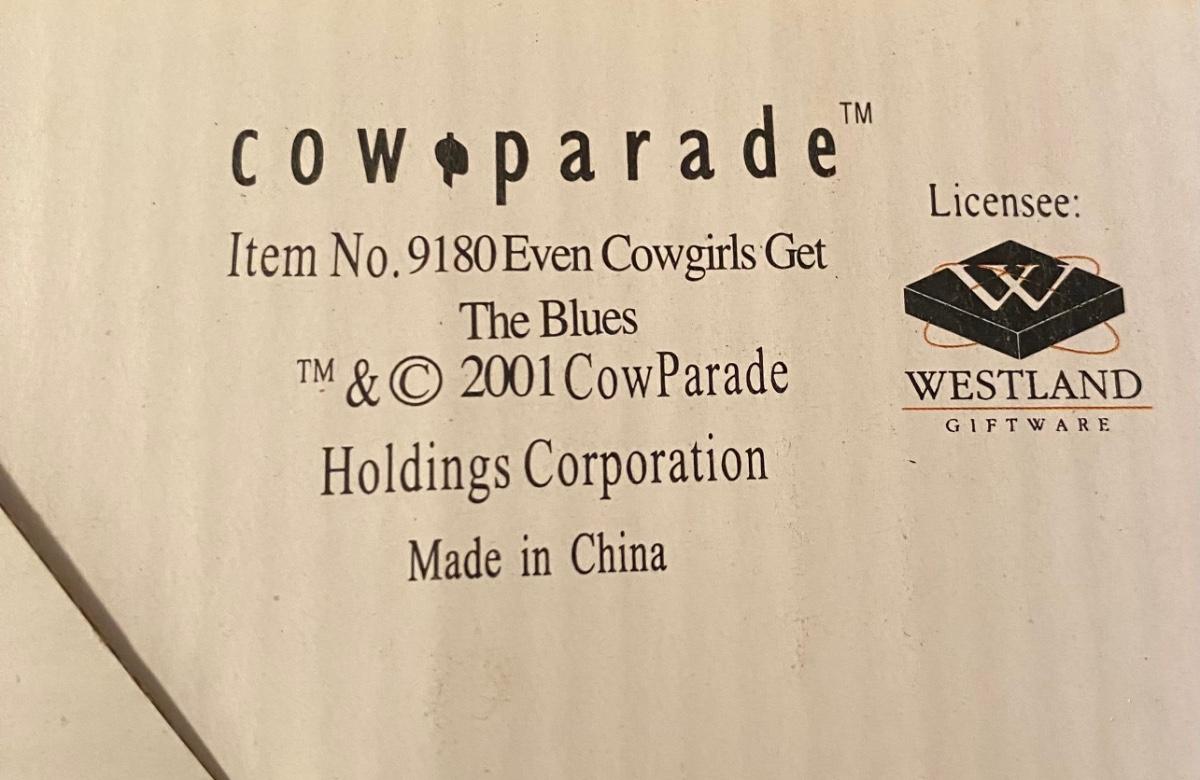 cow parade™
Item No. 9180 Even Cowgirls Get
The Blues
™ & © 2001 CowParade
Holdings Corporation
Made in China
Licensee:
W
WESTLAND
GIFTWARE